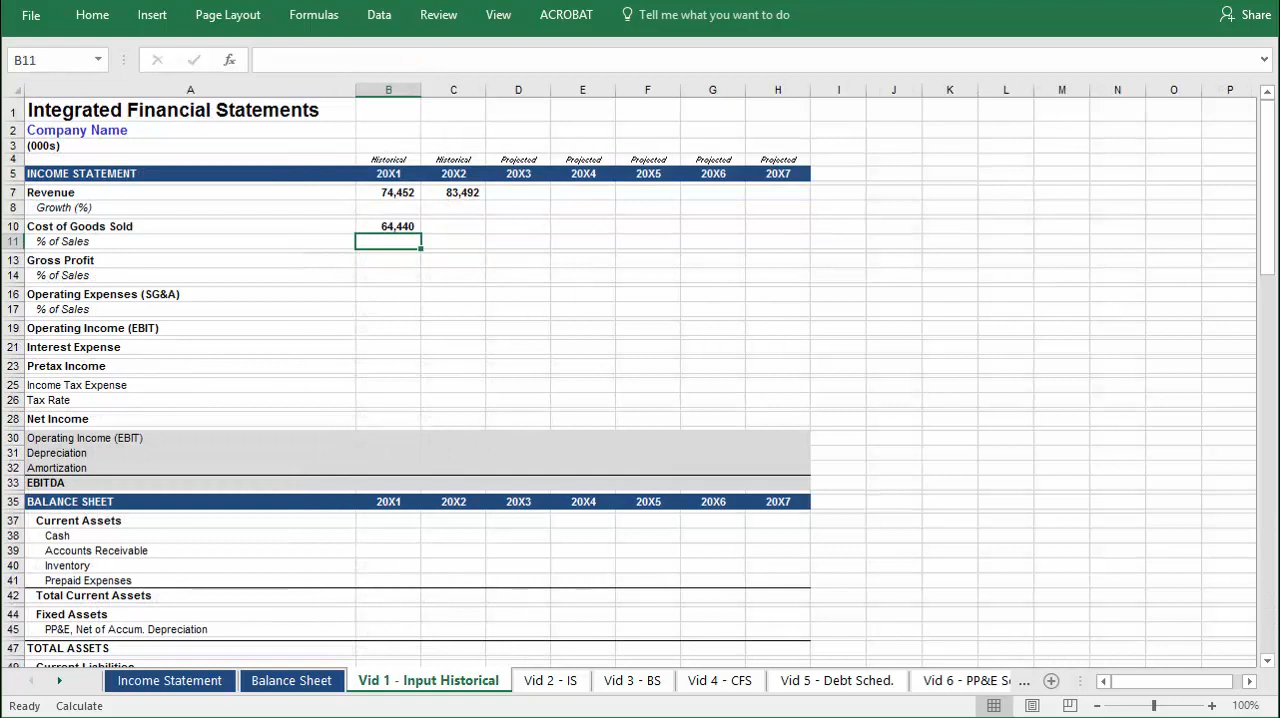 File Home Insert Page Layout Formulas Data Review View ACROBAT Tell me what you want to do Share
B11 fx
A B C D E F G H I J K L M N O P
1 Integrated Financial Statements
2 Company Name
3 (000s)
4 Historical Historical Projected Projected Projected Projected Projected
5 INCOME STATEMENT 20X1 20X2 20X3 20X4 20X5 20X6 20X7
7 Revenue 74,452 83,492
8 Growth (%)
10 Cost of Goods Sold 64,440
11 % of Sales
13 Gross Profit
14 % of Sales
16 Operating Expenses (SG&A)
17 % of Sales
19 Operating Income (EBIT)
21 Interest Expense
23 Pretax Income
25 Income Tax Expense
26 Tax Rate
28 Net Income
30 Operating Income (EBIT)
31 Depreciation
32 Amortization
33 EBITDA
35 BALANCE SHEET 20X1 20X2 20X3 20X4 20X5 20X6 20X7
37 Current Assets
38 Cash
39 Accounts Receivable
40 Inventory
41 Prepaid Expenses
42 Total Current Assets
44 Fixed Assets
45 PP&E, Net of Accum. Depreciation
47 TOTAL ASSETS
49 Current Liabilities
Income Statement Balance Sheet Vid 1 - Input Historical Vid 2 - IS Vid 3 - BS Vid 4 - CFS Vid 5 - Debt Sched. Vid 6 - PP&E S ...
Ready Calculate 100%